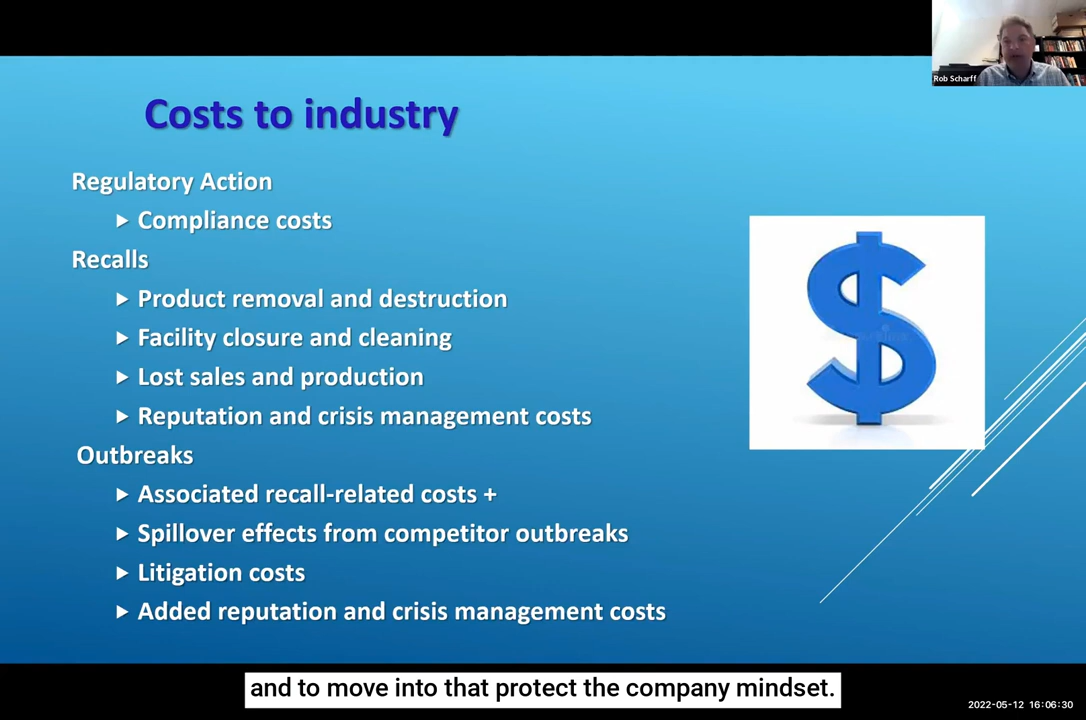 Rob Scharff
Costs to industry
Regulatory Action
Compliance costs
Recalls
Product removal and destruction
Facility closure and cleaning
Lost sales and production
Reputation and crisis management costs
Outbreaks
Associated recall-related costs +
Spillover effects from competitor outbreaks
Litigation costs
Added reputation and crisis management costs
$
and to move into that protect the company mindset.
2022-05-12 16:06:30